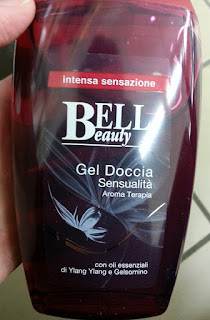 intensa sensazione
BELL
Beauty
Gel Doccia
Sensualità
Aroma Terapia
con oli essenziali
di Ylang Ylang e Gelsomino